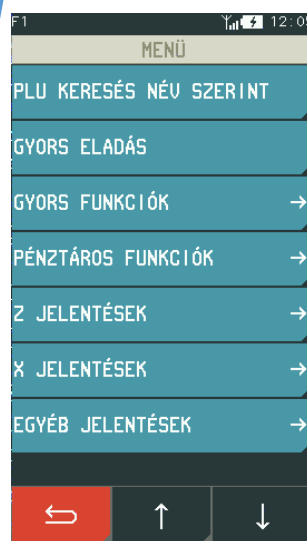 F1 12:05
MENÜ
PLU KERESÉS NÉV SZERINT
GYORS ELADÁS
GYORS FUNKCIÓK
PÉNZTÁROS FUNKCIÓK
Z JELENTÉSEK
X JELENTÉSEK
EGYÉB JELENTÉSEK